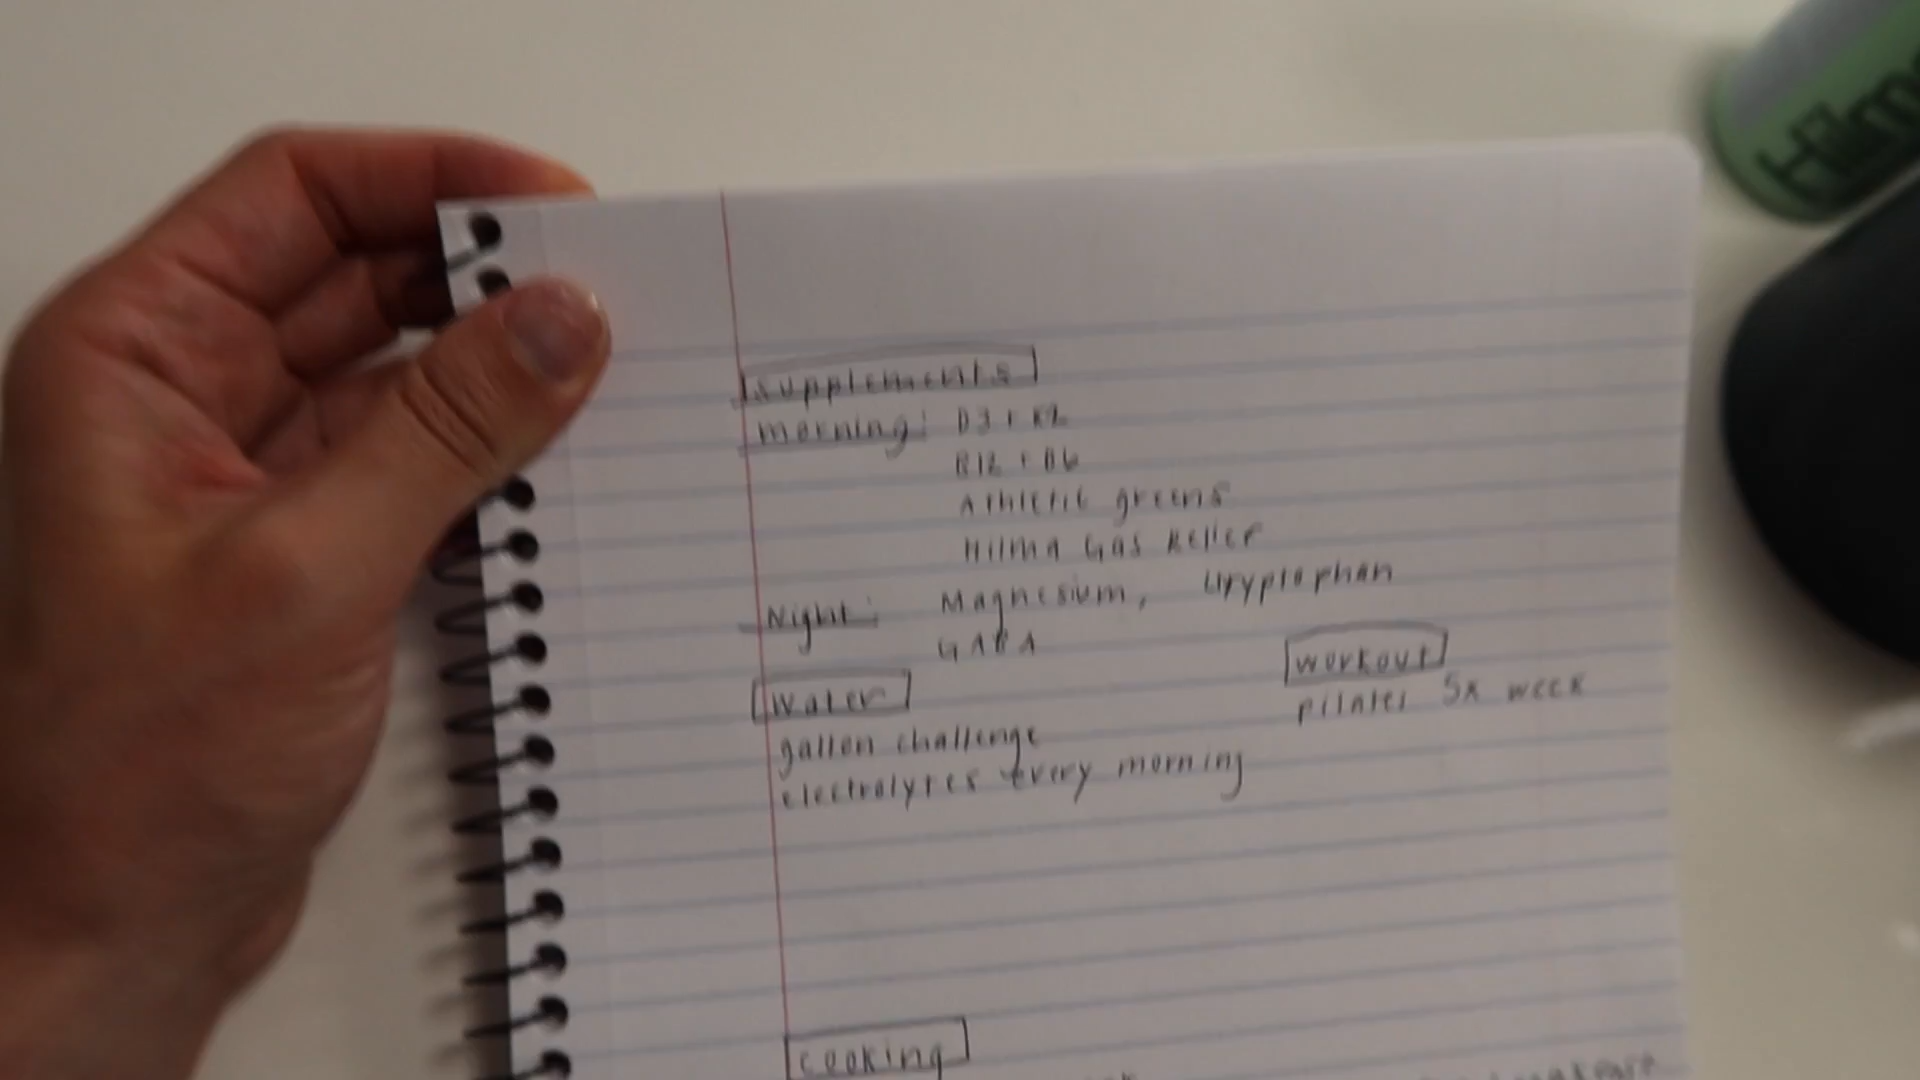 supplements
morning: D3 + K2
B12 + B6
Athletic greens
Hilma Gas Relief
Night: Magnesium,
GABA
workout
pilates 5x week
water
gallon challenge
electrolytes every morning
cooking
Hilma